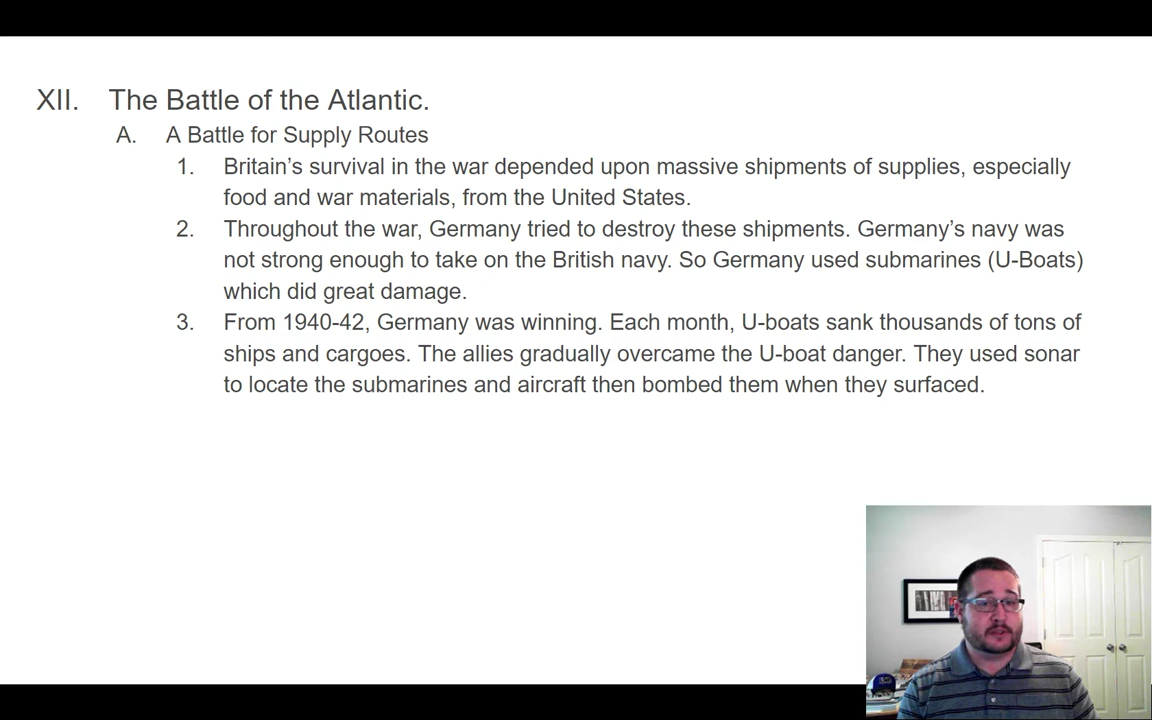 XII. The Battle of the Atlantic.
A. A Battle for Supply Routes
1. Britain’s survival in the war depended upon massive shipments of supplies, especially
food and war materials, from the United States.
2. Throughout the war, Germany tried to destroy these shipments. Germany’s navy was
not strong enough to take on the British navy. So Germany used submarines (U-Boats)
which did great damage.
3. From 1940-42, Germany was winning. Each month, U-boats sank thousands of tons of
ships and cargoes. The allies gradually overcame the U-boat danger. They used sonar
to locate the submarines and aircraft then bombed them when they surfaced.